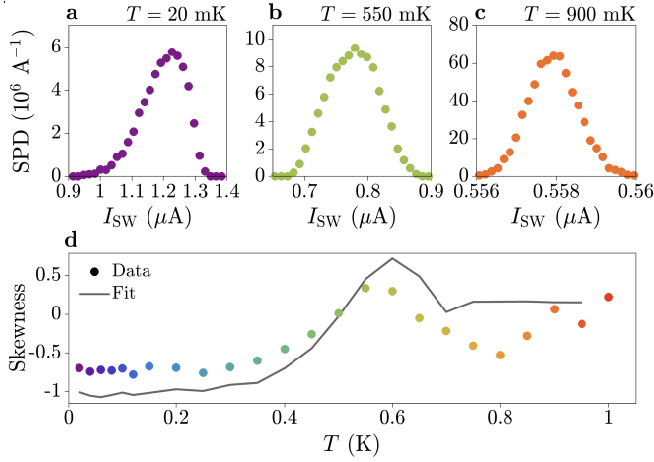 a T = 20 mK
b T = 550 mK
c T = 900 mK
SPD (10⁶ A⁻¹)
6
4
2
0
0.9 1 1.1 1.2 1.3 1.4
I_SW (μA)
10
8
6
4
2
0
0.7 0.8 0.9
I_SW (μA)
80
60
40
20
0
0.556 0.558 0.56
I_SW (μA)
d
Skewness
0.5
0
-0.5
-1
Data
Fit
0 0.2 0.4 0.6 0.8 1
T (K)